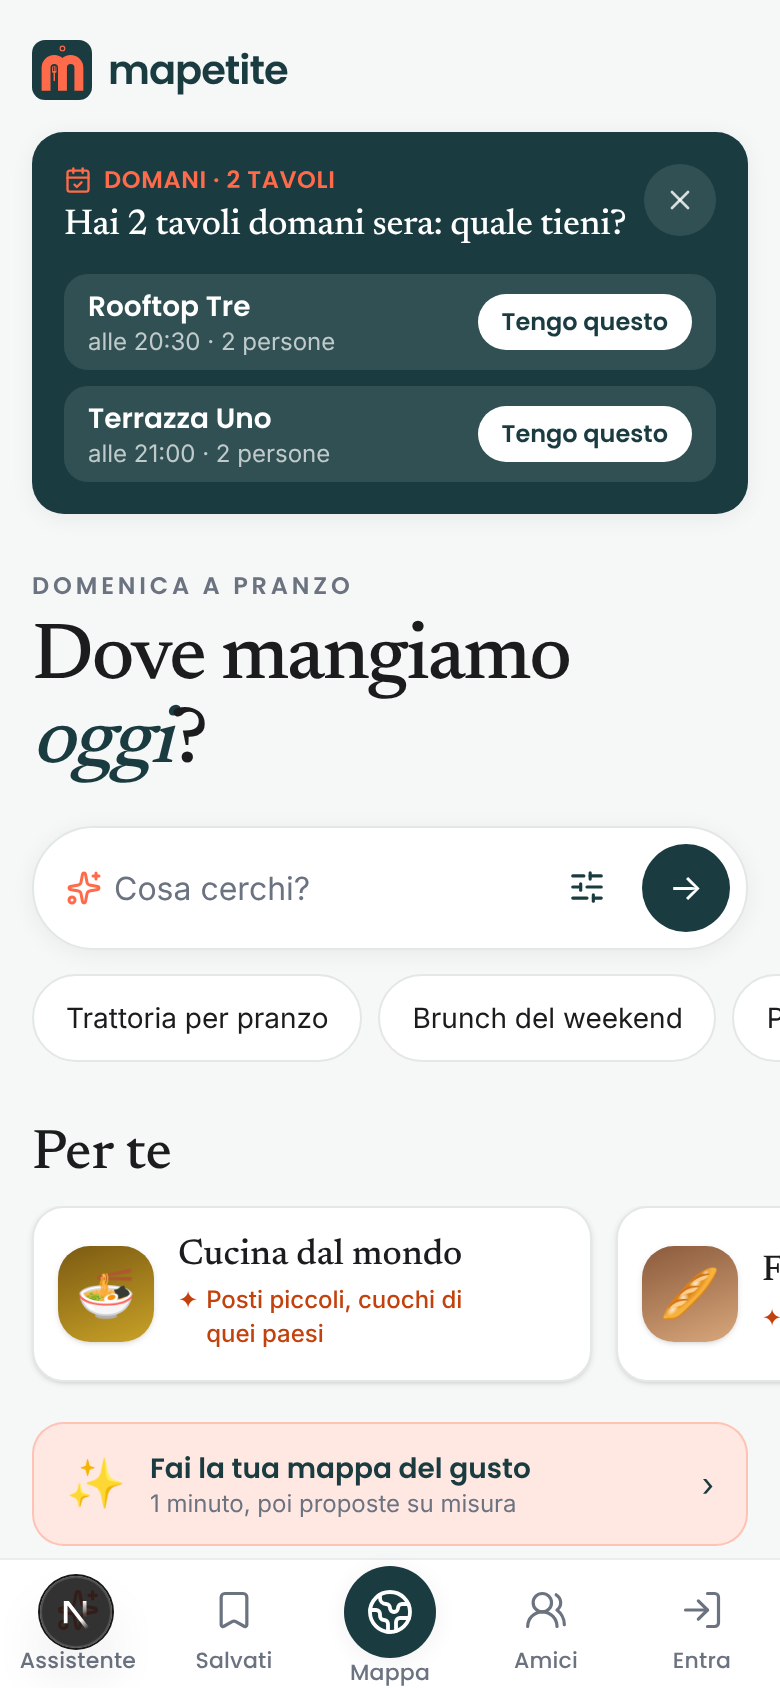 mapetite
DOMANI · 2 TAVOLI
Hai 2 tavoli domani sera: quale tieni?
Rooftop Tre
alle 20:30 · 2 persone
Tengo questo
Terrazza Uno
alle 21:00 · 2 persone
Tengo questo
DOMENICA A PRANZO
Dove mangiamo
oggi?
Cosa cerchi?
Trattoria per pranzo
Brunch del weekend
P
Per te
Cucina dal mondo
✦ Posti piccoli, cuochi di
quei paesi
F
✦
Fai la tua mappa del gusto
1 minuto, poi proposte su misura
›
N
Assistente
Salvati
Mappa
Amici
Entra